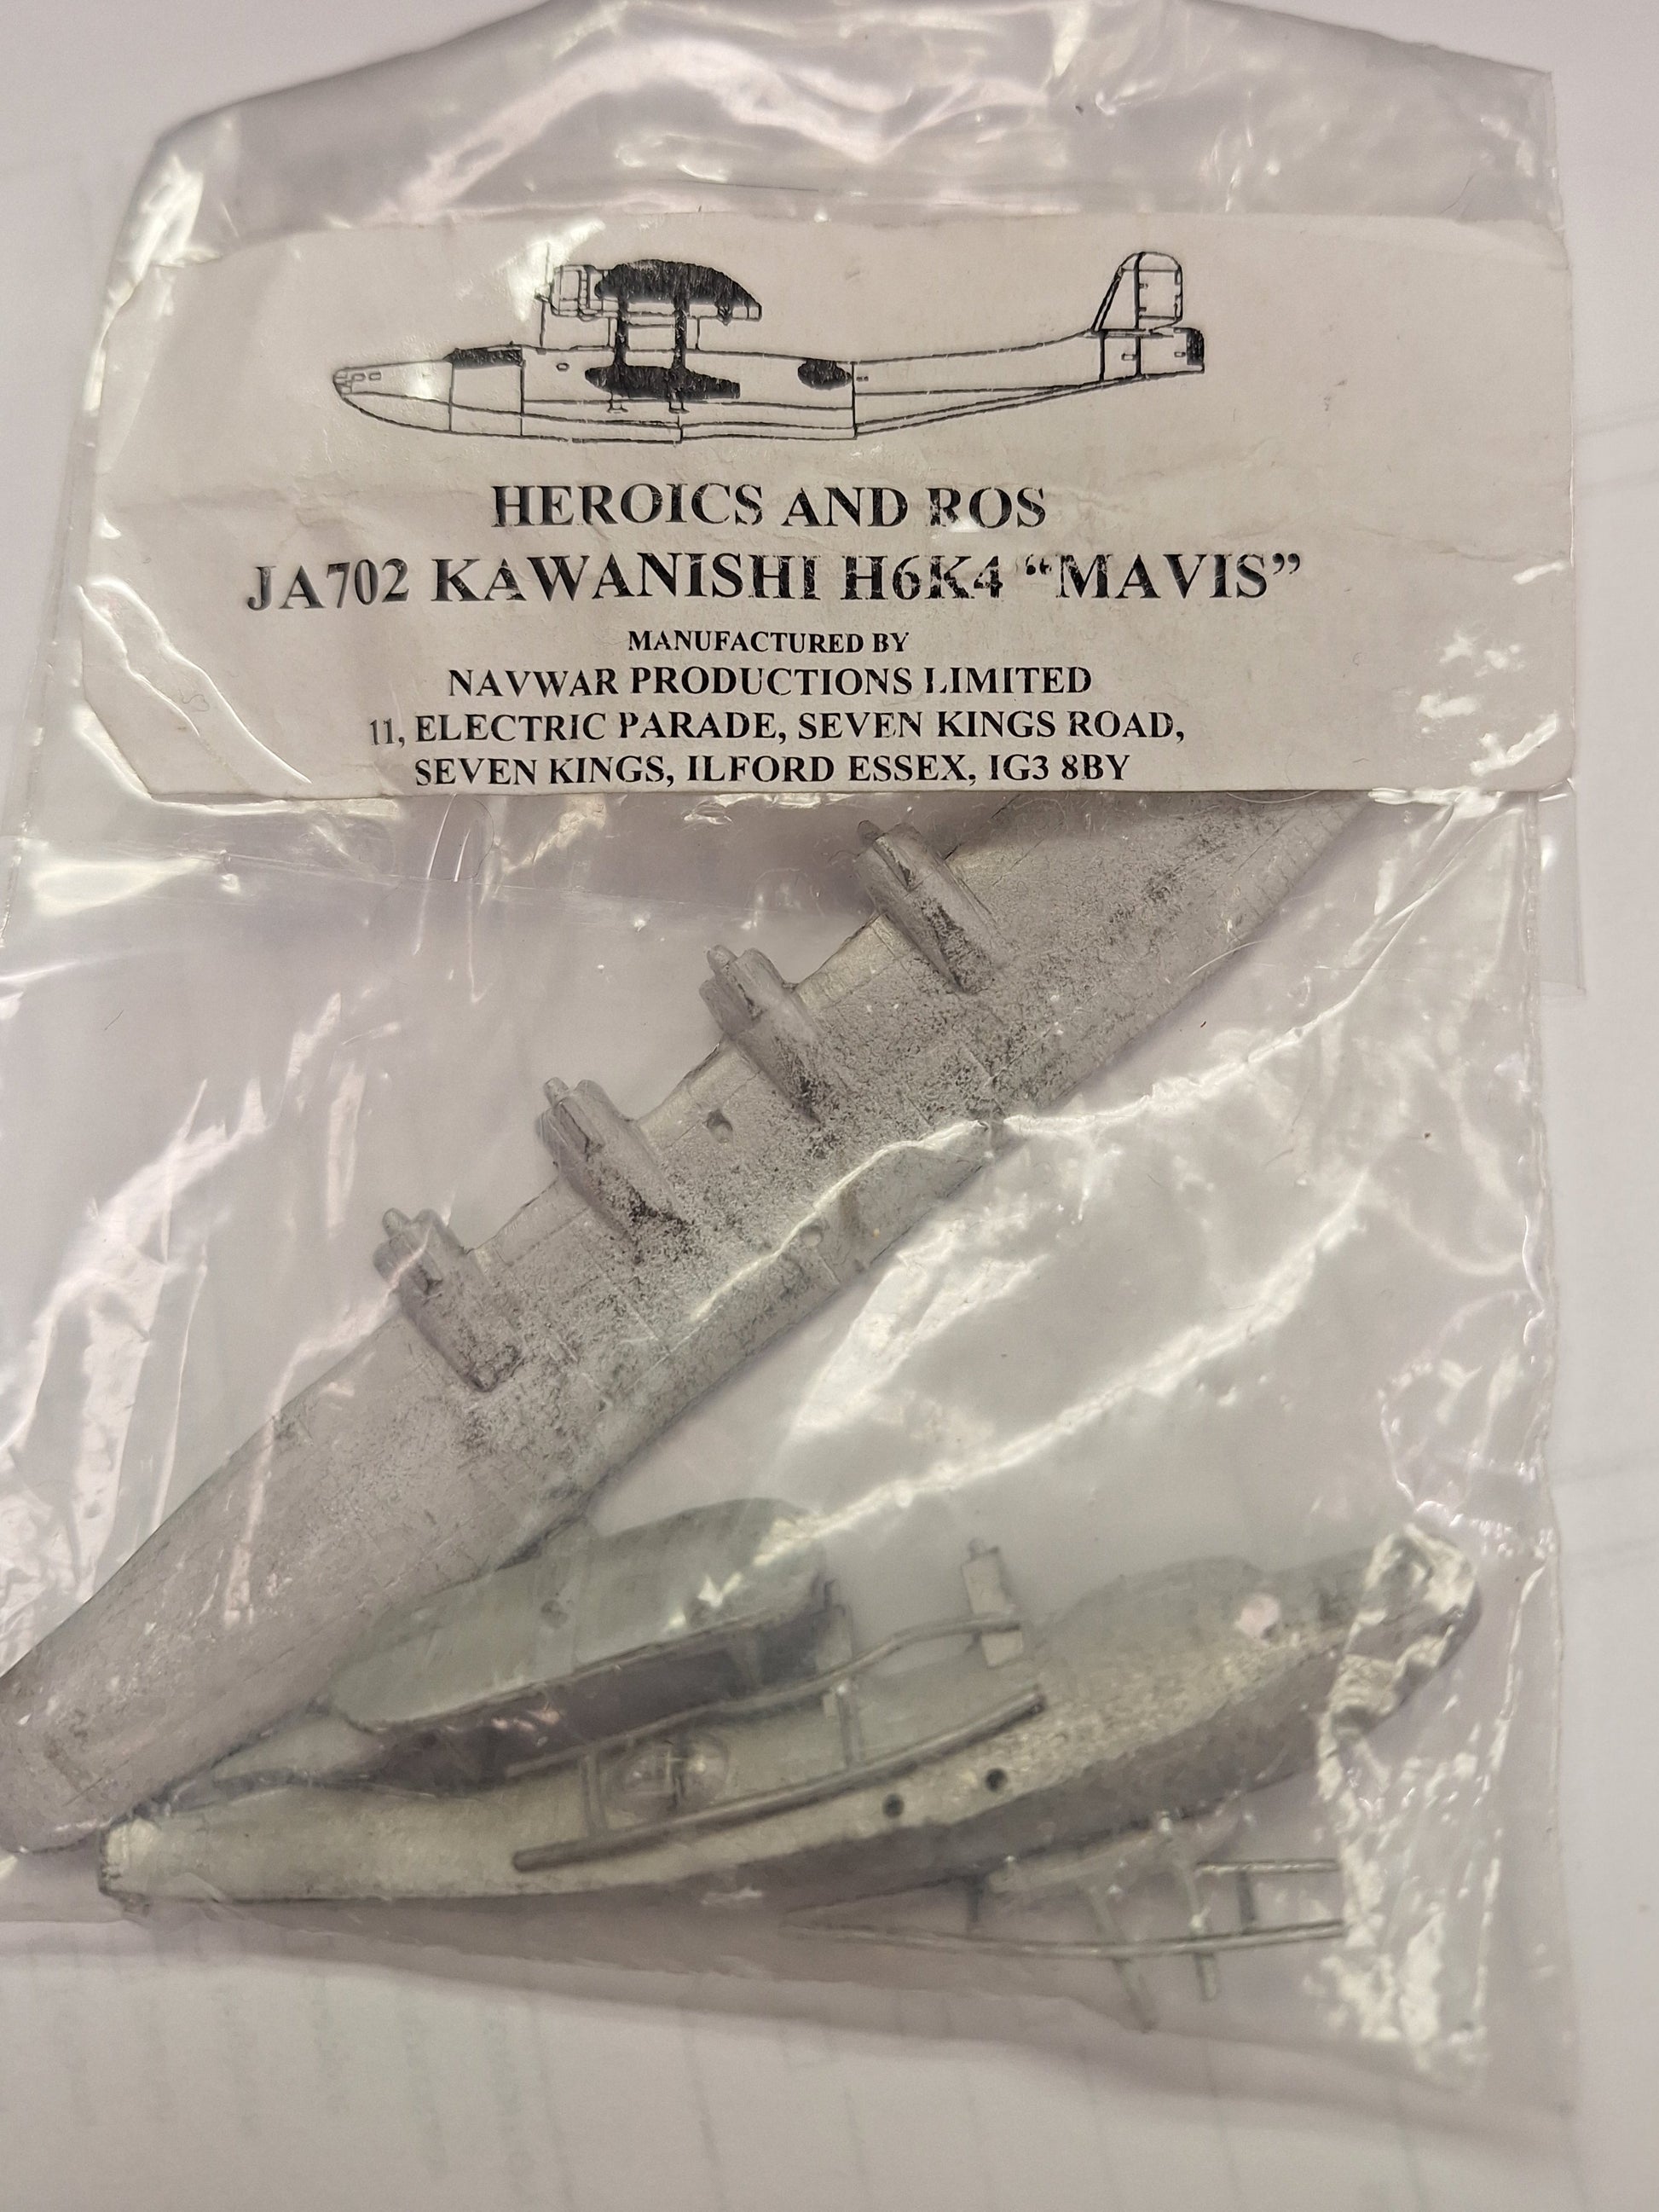 HEROICS AND ROS
JA702 KAWANISHI H6K4 “MAVIS”
MANUFACTURED BY
NAVWAR PRODUCTIONS LIMITED
11, ELECTRIC PARADE, SEVEN KINGS ROAD,
SEVEN KINGS, ILFORD ESSEX, IG3 8BY